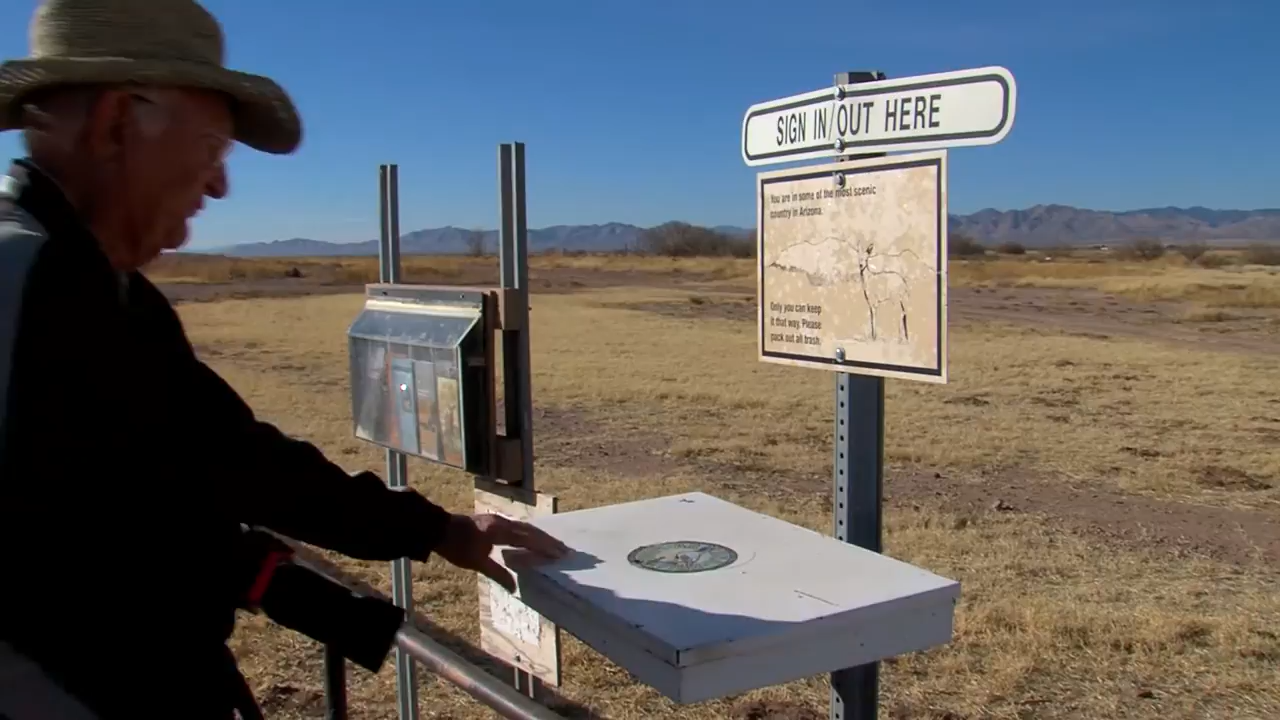 SIGN IN/OUT HERE
You are in some of the most scenic
country in Arizona.
Only you can keep
it that way. Please
pack out all trash.